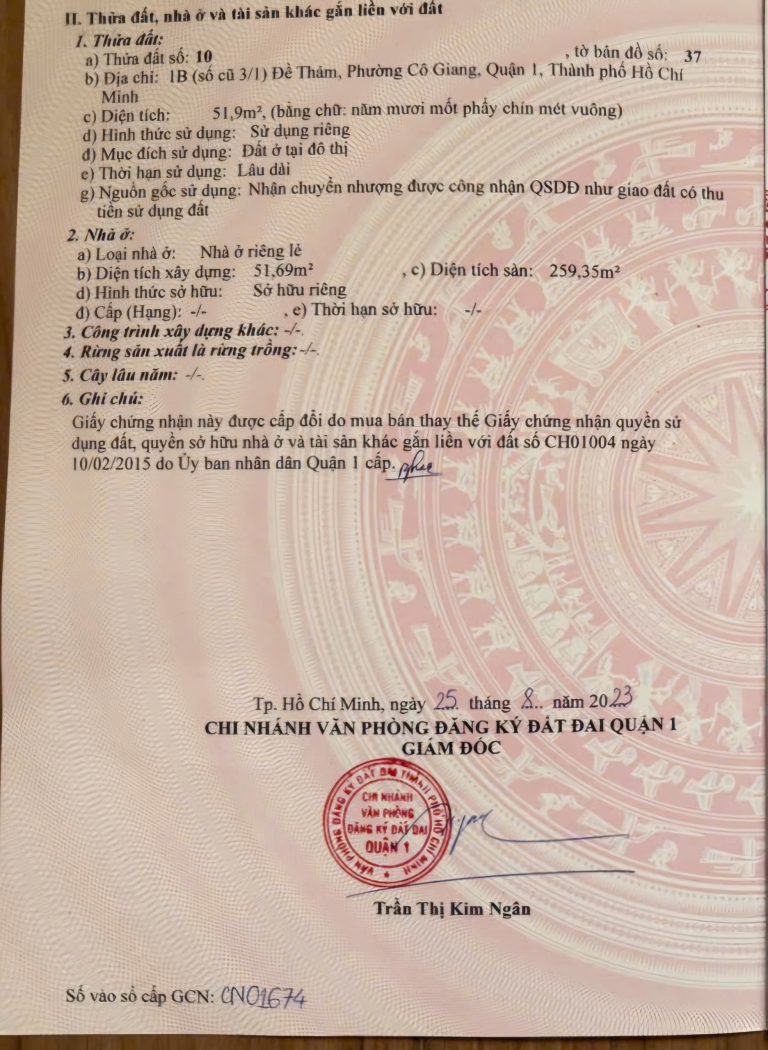 II. Thửa đất, nhà ở và tài sản khác gắn liền với đất
1. Thửa đất:
a) Thửa đất số: 10 , tờ bản đồ số: 37
b) Địa chỉ: 1B (số cũ 3/1) Đề Thám, Phường Cô Giang, Quận 1, Thành phố Hồ Chí
Minh
c) Diện tích: 51,9m², (bằng chữ: năm mươi mốt phẩy chín mét vuông)
d) Hình thức sử dụng: Sử dụng riêng
đ) Mục đích sử dụng: Đất ở tại đô thị
e) Thời hạn sử dụng: Lâu dài
g) Nguồn gốc sử dụng: Nhận chuyển nhượng được công nhận QSDĐ như giao đất có thu
tiền sử dụng đất
2. Nhà ở:
a) Loại nhà ở: Nhà ở riêng lẻ
b) Diện tích xây dựng: 51,69m² , c) Diện tích sàn: 259,35m²
d) Hình thức sở hữu: Sở hữu riêng
đ) Cấp (Hạng): -/- , e) Thời hạn sở hữu: -/-
3. Công trình xây dựng khác: -/-.
4. Rừng sản xuất là rừng trồng: -/-.
5. Cây lâu năm: -/-.
6. Ghi chú:
Giấy chứng nhận này được cấp đổi do mua bán thay thế Giấy chứng nhận quyền sử
dụng đất, quyền sở hữu nhà ở và tài sản khác gắn liền với đất số CH01004 ngày
10/02/2015 do Ủy ban nhân dân Quận 1 cấp.
Tp. Hồ Chí Minh, ngày 25 tháng 8 năm 2023
CHI NHÁNH VĂN PHÒNG ĐĂNG KÝ ĐẤT ĐAI QUẬN 1
GIÁM ĐỐC
VĂN PHÒNG ĐĂNG KÝ ĐẤT ĐAI THÀNH PHỐ HỒ CHÍ MINH
CHI NHÁNH
VĂN PHÒNG
ĐĂNG KÝ ĐẤT ĐAI
QUẬN 1
Trần Thị Kim Ngân
Số vào sổ cấp GCN: CN01674